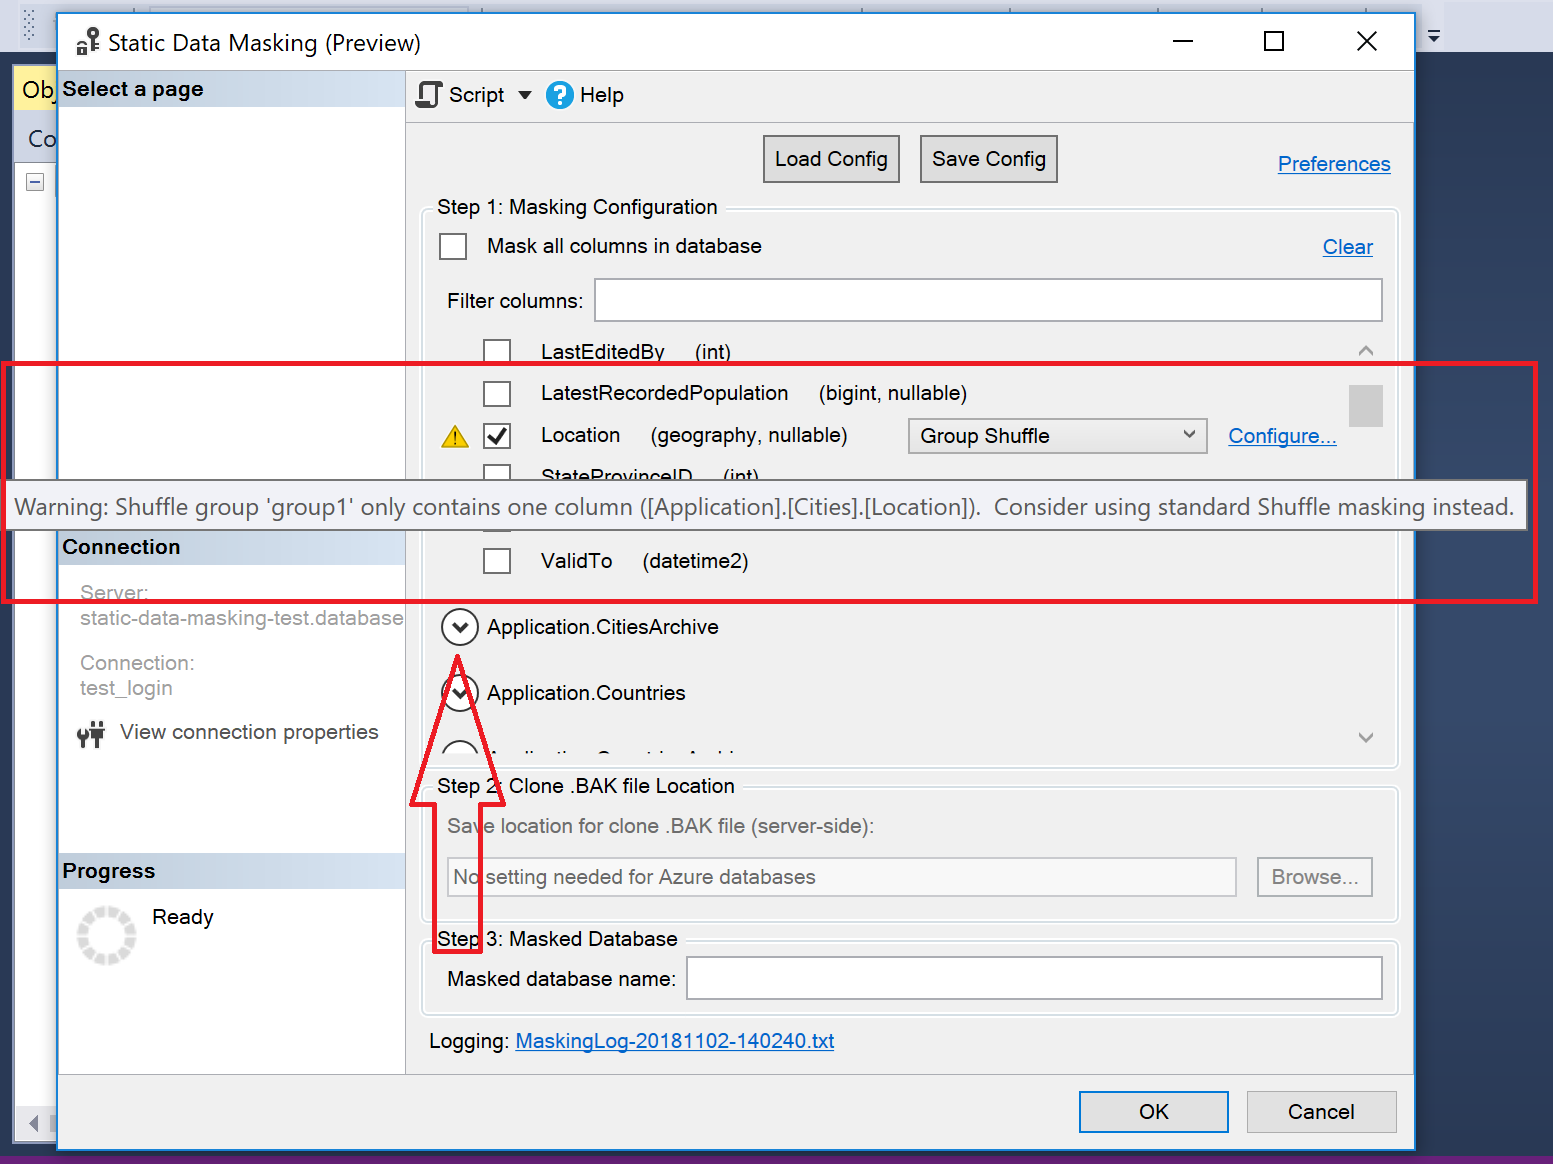 Static Data Masking (Preview)
Obj
Co
Select a page
Script
? Help
Load Config
Save Config
Preferences
Step 1: Masking Configuration
Mask all columns in database
Clear
Filter columns:
LastEditedBy (int)
LatestRecordedPopulation (bigint, nullable)
Location (geography, nullable) Group Shuffle Configure...
StateProvinceID (int)
Warning: Shuffle group 'group1' only contains one column ([Application].[Cities].[Location]). Consider using standard Shuffle masking instead.
ValidTo (datetime2)
Application.CitiesArchive
Application.Countries
Connection
Server:
static-data-masking-test.database
Connection:
test_login
View connection properties
Step 2: Clone .BAK file Location
Save location for clone .BAK file (server-side):
No setting needed for Azure databases
Browse...
Progress
Ready
Step 3: Masked Database
Masked database name:
Logging: MaskingLog-20181102-140240.txt
OK
Cancel